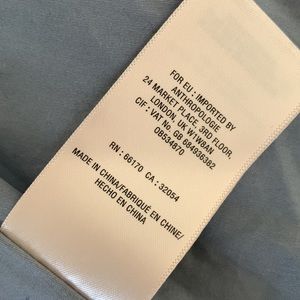 FOR EU : IMPORTED BY
ANTHROPOLOGIE
24 MARKET PLACE, 3RD FLOOR,
LONDON, UK W1W8AN.
CIF : VAT No. GB 684836382
OB534870
RN : 66170 CA : 32054
MADE IN CHINA/FABRIQUÉ EN CHINE/
HECHO EN CHINA